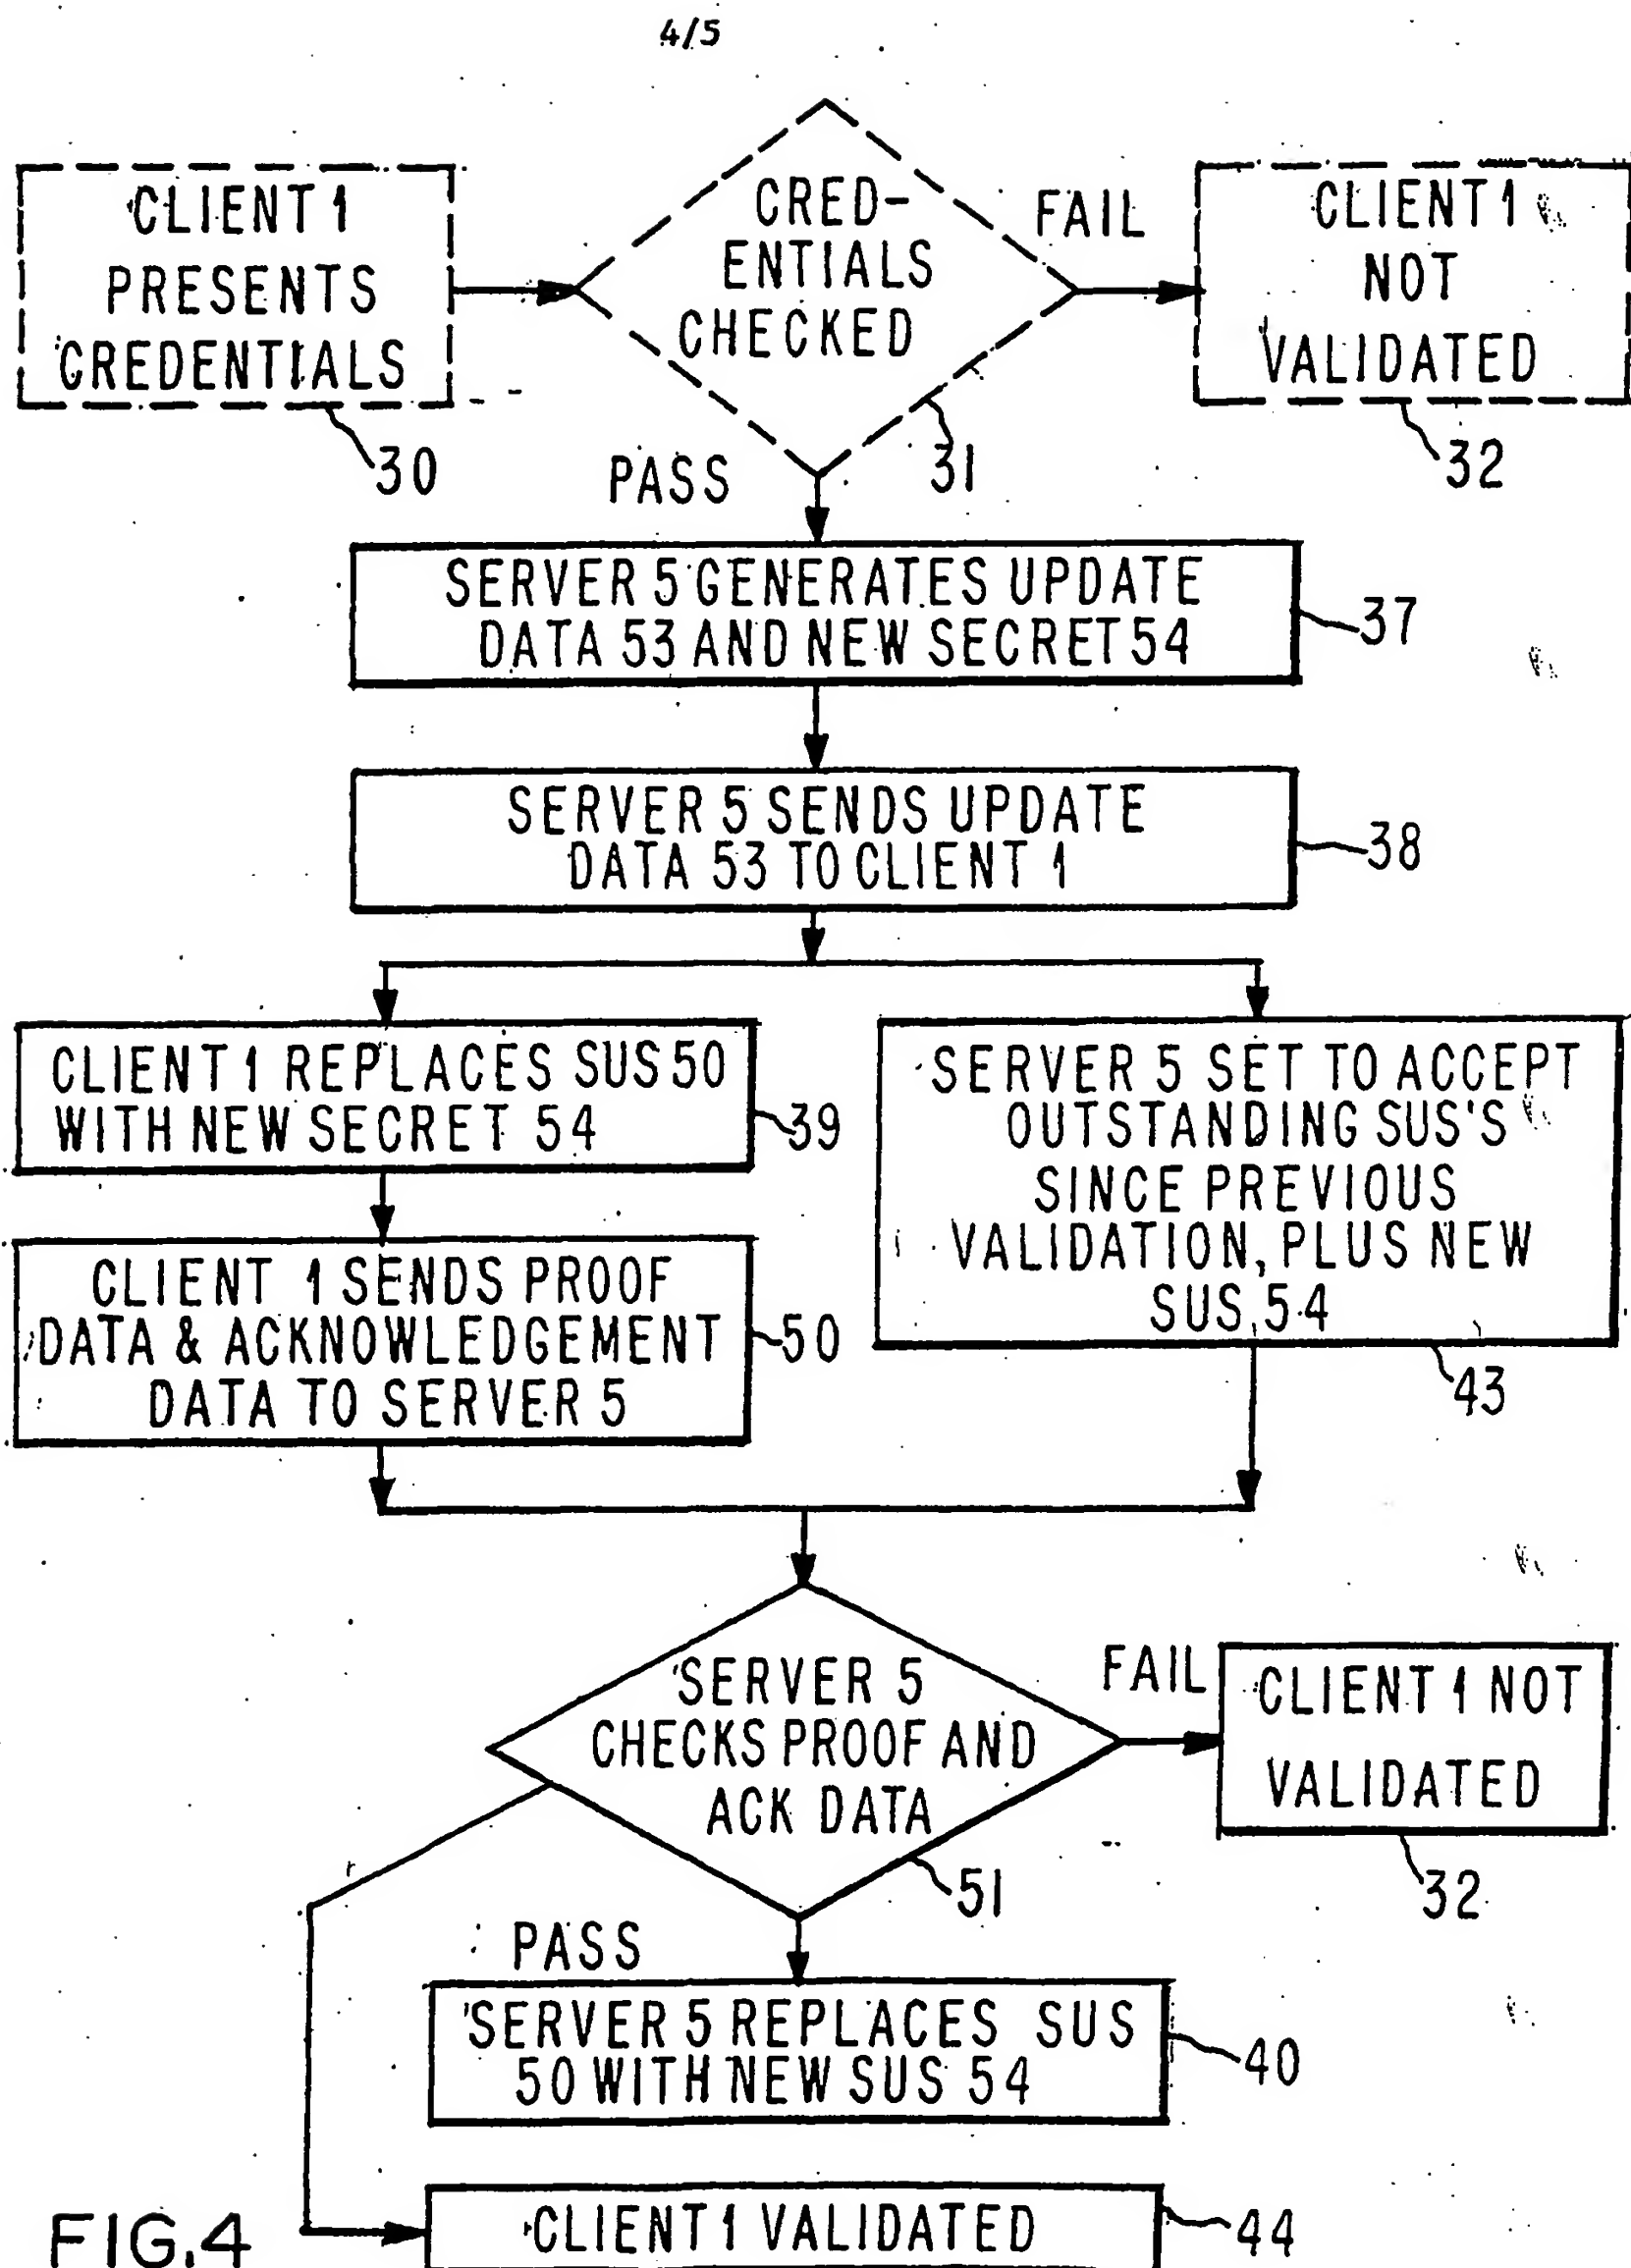 4/5
CLIENT 1
PRESENTS
CREDENTIALS
30
CRED-
ENTIALS
CHECKED
31
FAIL
CLIENT 1
NOT
VALIDATED
32
PASS
SERVER 5 GENERATES UPDATE
DATA 53 AND NEW SECRET 54
37
SERVER 5 SENDS UPDATE
DATA 53 TO CLIENT 1
38
CLIENT 1 REPLACES SUS 50
WITH NEW SECRET 54
39
SERVER 5 SET TO ACCEPT
OUTSTANDING SUS'S
SINCE PREVIOUS
VALIDATION, PLUS NEW
SUS 54
43
CLIENT 1 SENDS PROOF
DATA & ACKNOWLEDGEMENT
DATA TO SERVER 5
50
SERVER 5
CHECKS PROOF AND
ACK DATA
51
FAIL
CLIENT 1 NOT
VALIDATED
32
PASS
SERVER 5 REPLACES SUS
50 WITH NEW SUS 54
40
CLIENT 1 VALIDATED
44
FIG.4